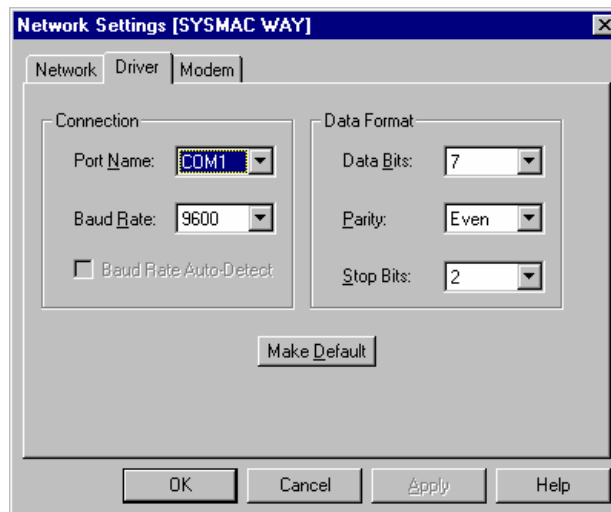 Network Settings [SYSMAC WAY]
Network Driver Modem
Connection
Port Name: COM1
Baud Rate: 9600
Baud Rate Auto-Detect
Data Format
Data Bits: 7
Parity: Even
Stop Bits: 2
Make Default
OK Cancel Apply Help